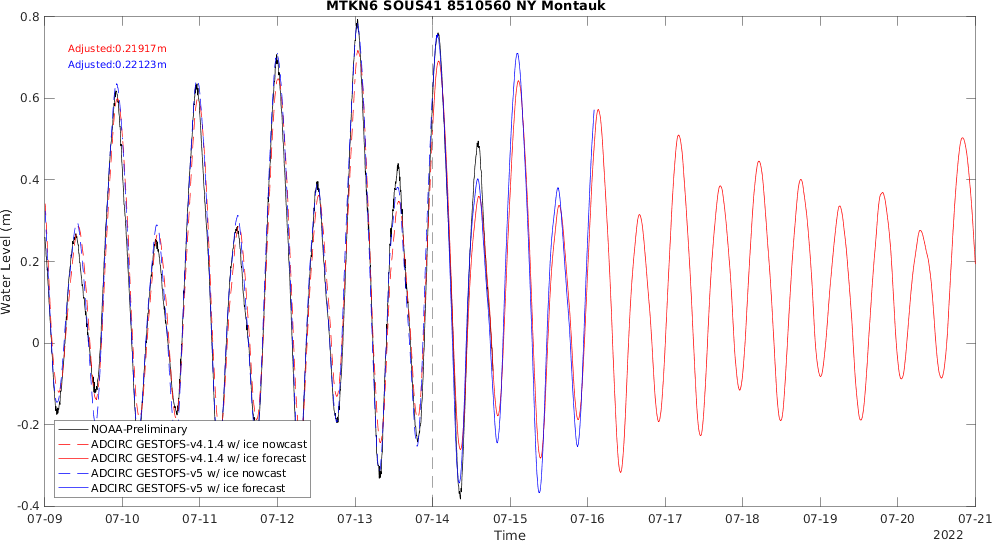 MTKN6 SOUS41 8510560 NY Montauk
Adjusted:0.21917m
Adjusted:0.22123m
0.8
0.6
0.4
0.2
0
-0.2
-0.4
Water Level (m)
NOAA-Preliminary
ADCIRC GESTOFS-v4.1.4 w/ ice nowcast
ADCIRC GESTOFS-v4.1.4 w/ ice forecast
ADCIRC GESTOFS-v5 w/ ice nowcast
ADCIRC GESTOFS-v5 w/ ice forecast
07-09 07-10 07-11 07-12 07-13 07-14 07-15 07-16 07-17 07-18 07-19 07-20 07-21
Time
2022